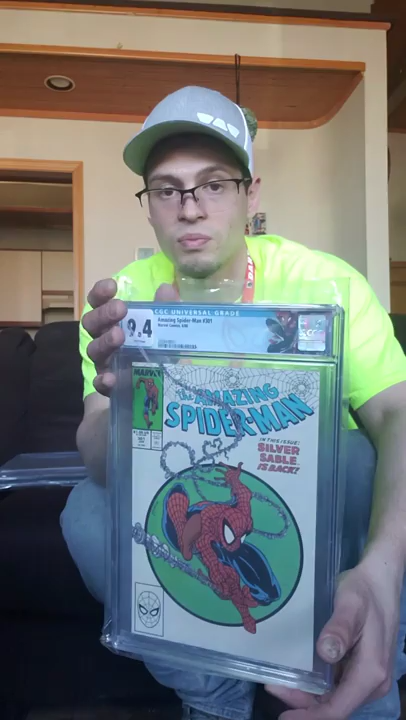 CGC UNIVERSAL GRADE
9.4
Amazing Spider-Man #301
Marvel Comics, 6/88
CGC
MARVEL
THE AMAZING
SPIDER-MAN
IN THIS ISSUE:
SILVER
SABLE
IS BACK!